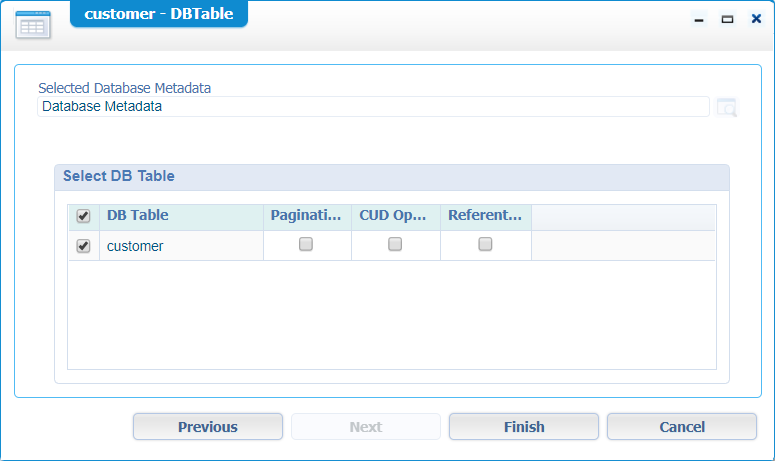 customer - DBTable
Selected Database Metadata
Database Metadata
Select DB Table
DB Table Paginati... CUD Op... Referent...
customer
Previous Next Finish Cancel